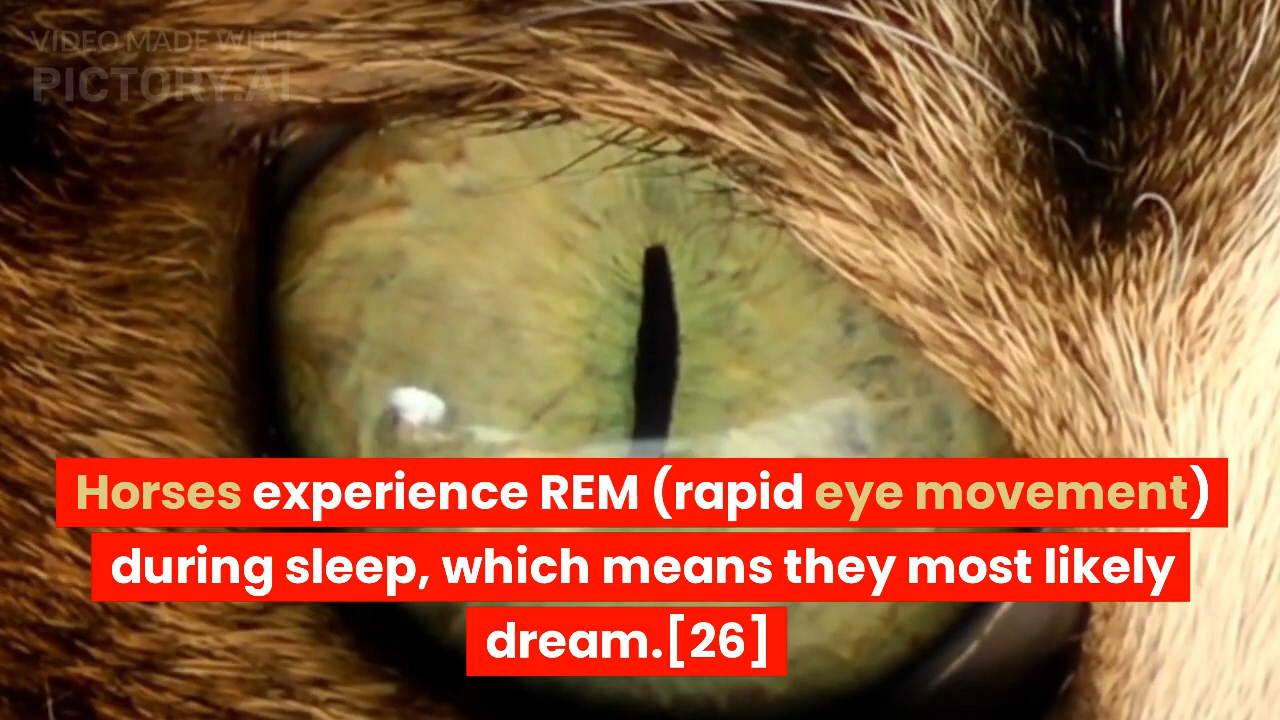 VIDEO MADE WITH
PICTORY.AI
Horses experience REM (rapid eye movement)
during sleep, which means they most likely
dream.[26]